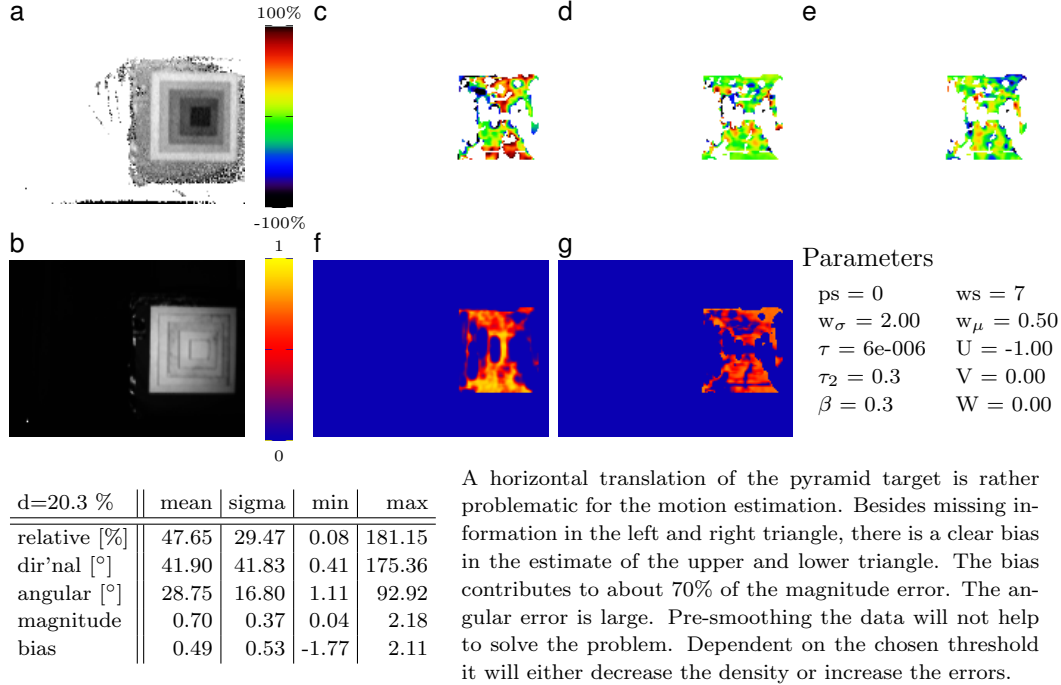 a
100%
c
d
e
-100%
b
1
f
g
0
Parameters
ps = 0 ws = 7
w_σ = 2.00 w_μ = 0.50
τ = 6e-006 U = -1.00
τ_2 = 0.3 V = 0.00
β = 0.3 W = 0.00
d=20.3 % mean sigma min max
relative [%] 47.65 29.47 0.08 181.15
dir'nal [°] 41.90 41.83 0.41 175.36
angular [°] 28.75 16.80 1.11 92.92
magnitude 0.70 0.37 0.04 2.18
bias 0.49 0.53 -1.77 2.11
A horizontal translation of the pyramid target is rather
problematic for the motion estimation. Besides missing in-
formation in the left and right triangle, there is a clear bias
in the estimate of the upper and lower triangle. The bias
contributes to about 70% of the magnitude error. The an-
gular error is large. Pre-smoothing the data will not help
to solve the problem. Dependent on the chosen threshold
it will either decrease the density or increase the errors.